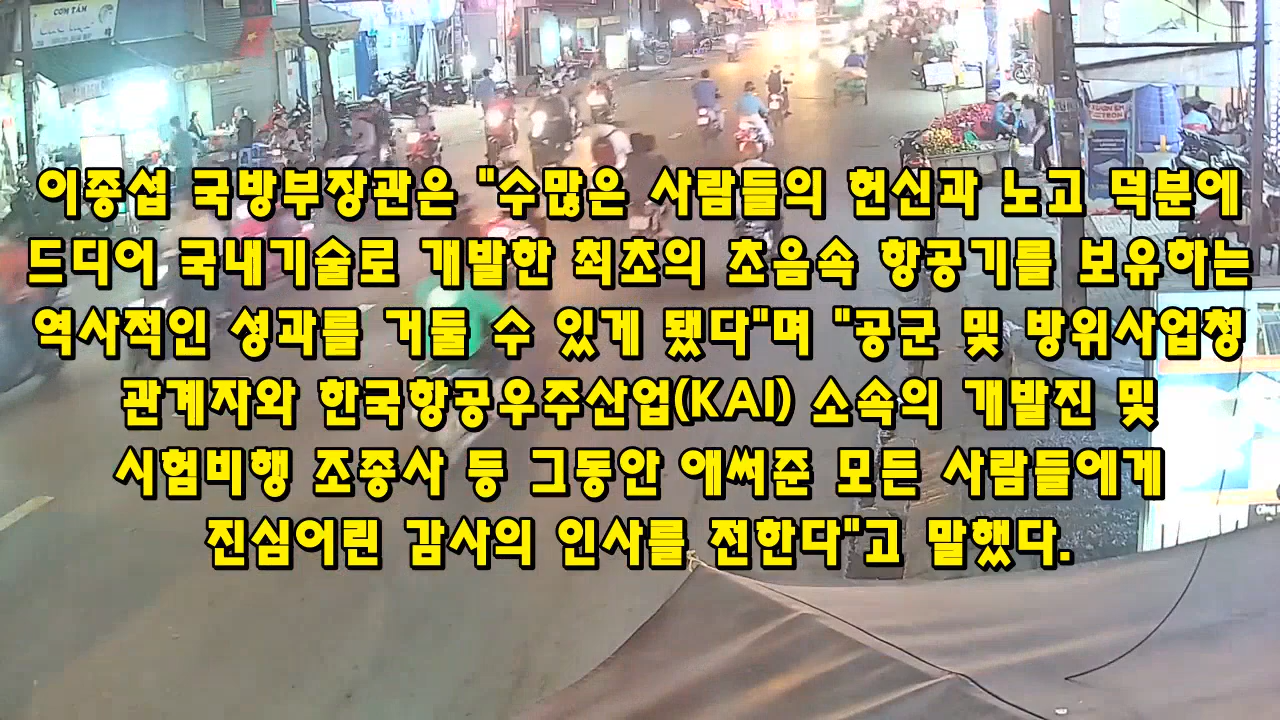 CƠM TẤM
이종섭 국방부장관은 "수많은 사람들의 헌신과 노고 덕분에
드디어 국내기술로 개발한 최초의 초음속 항공기를 보유하는
역사적인 성과를 거둘 수 있게 됐다"며 "공군 및 방위사업청
관계자와 한국항공우주산업(KAI) 소속의 개발진 및
시험비행 조종사 등 그동안 애써준 모든 사람들에게
진심어린 감사의 인사를 전한다"고 말했다.